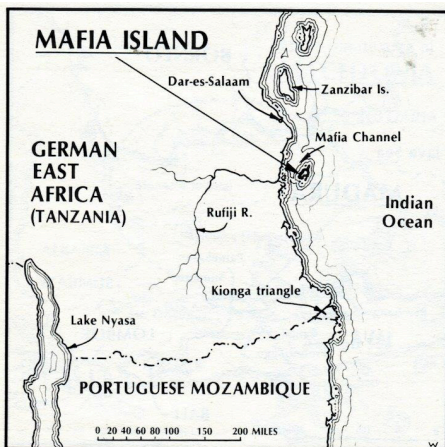 MAFIA ISLAND
Dar-es-Salaam
Zanzibar Is.
Mafia Channel
GERMAN
EAST
AFRICA
(TANZANIA)
Indian
Ocean
Rufiji R.
Kionga triangle
Lake Nyasa
PORTUGUESE MOZAMBIQUE
0 20 40 60 80 100 150 200 MILES
W